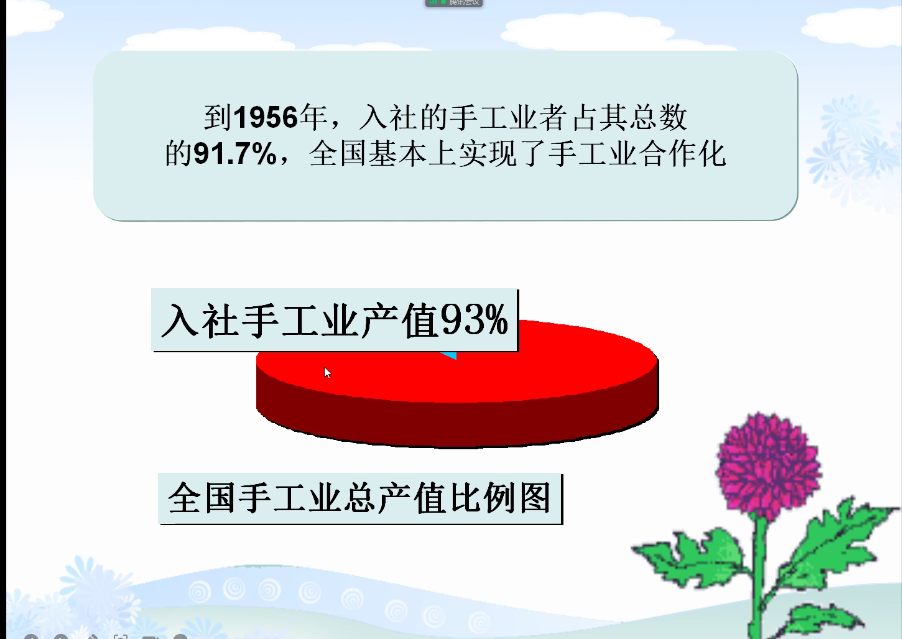 到1956年，入社的手工业者占其总数
的91.7%，全国基本上实现了手工业合作化
入社手工业产值93%
全国手工业总产值比例图